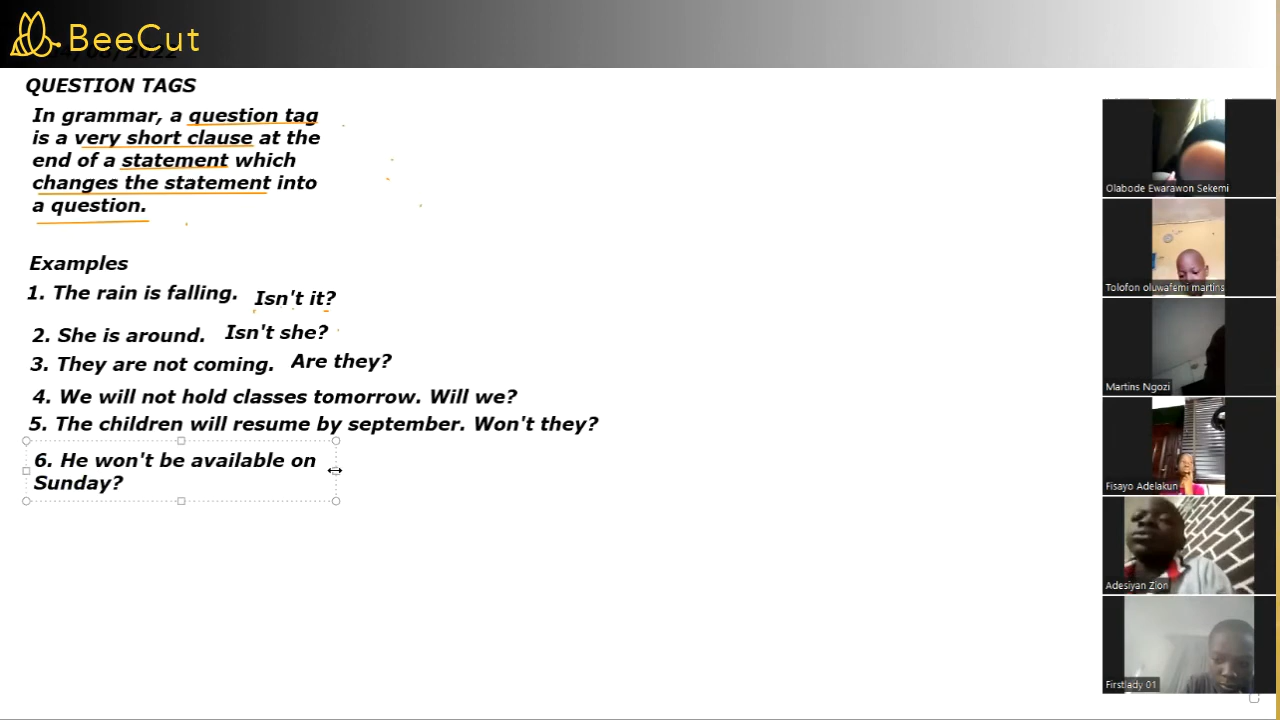 BeeCut
QUESTION TAGS
In grammar, a question tag
is a very short clause at the
end of a statement which
changes the statement into
a question.
Examples
1. The rain is falling. Isn't it?
2. She is around. Isn't she?
3. They are not coming. Are they?
4. We will not hold classes tomorrow. Will we?
5. The children will resume by september. Won't they?
6. He won't be available on
Sunday?
Olabode Ewarawon Sekemi
Tolofon oluwafemi martins
Martins Ngozi
Fisayo Adelakun
Adesiyan Zion
Firstlady 01